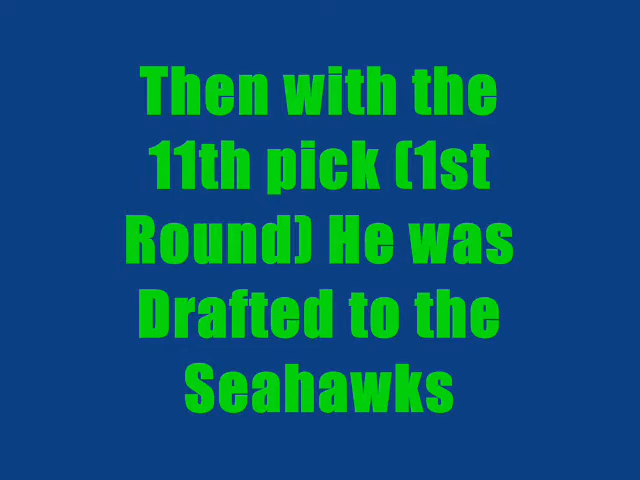 Then with the
11th pick (1st
Round) He was
Drafted to the
Seahawks